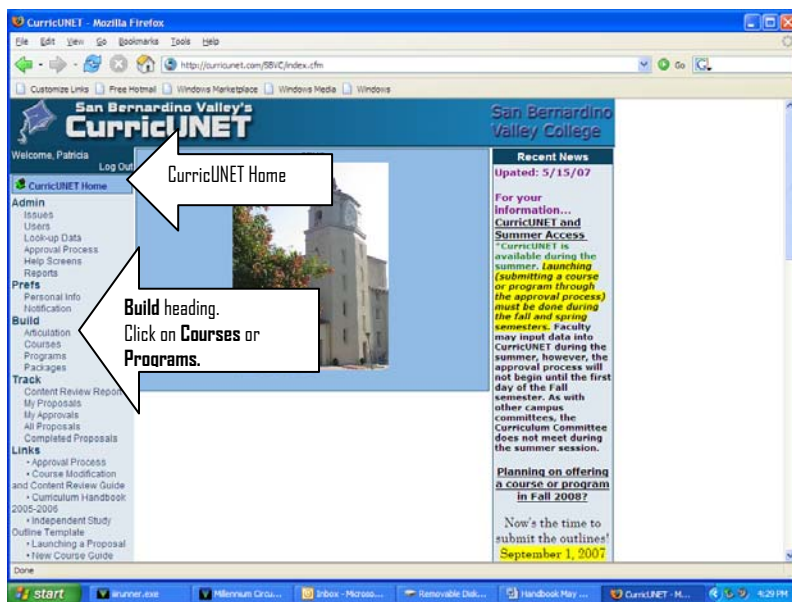 CurricUNET - Mozilla Firefox
File Edit View Go Bookmarks Tools Help
http://curricunet.com/SBVC/index.cfm
Go
Customize Links Free Hotmail Windows Marketplace Windows Media Windows
San Bernardino Valley's
CurricUNET
San Bernardino
Valley College
Welcome, Patricia
Log Out
CurricUNET Home
Admin
Issues
Users
Look-up Data
Approval Process
Help Screens
Reports
Prefs
Personal Info
Notification
Build
Articulation
Courses
Programs
Packages
Track
Content Review Report
My Proposals
My Approvals
All Proposals
Completed Proposals
Links
• Approval Process
• Course Modification
and Content Review Guide
• Curriculum Handbook
2005-2006
• Independent Study
Outline Template
• Launching a Proposal
• New Course Guide
CurricUNET Home
Build heading.
Click on Courses or
Programs.
Recent News
Upated: 5/15/07
For your
information...
CurricUNET and
Summer Access
*CurricUNET is
available during the
summer. Launching
(submitting a course
or program through
the approval process)
must be done during
the fall and spring
semesters. Faculty
may input data into
CurricUNET during the
summer, however, the
approval process will
not begin until the first
day of the Fall
semester. As with
other campus
committees, the
Curriculum Committee
does not meet during
the summer session.
Planning on offering
a course or program
in Fall 2008?
Now's the time to
submit the outlines!
September 1, 2007
Done
start
Millennium Circu...
Inbox - Microso...
Removable Disk...
Handbook May ...
CurricUNET - M...
4:29 PM